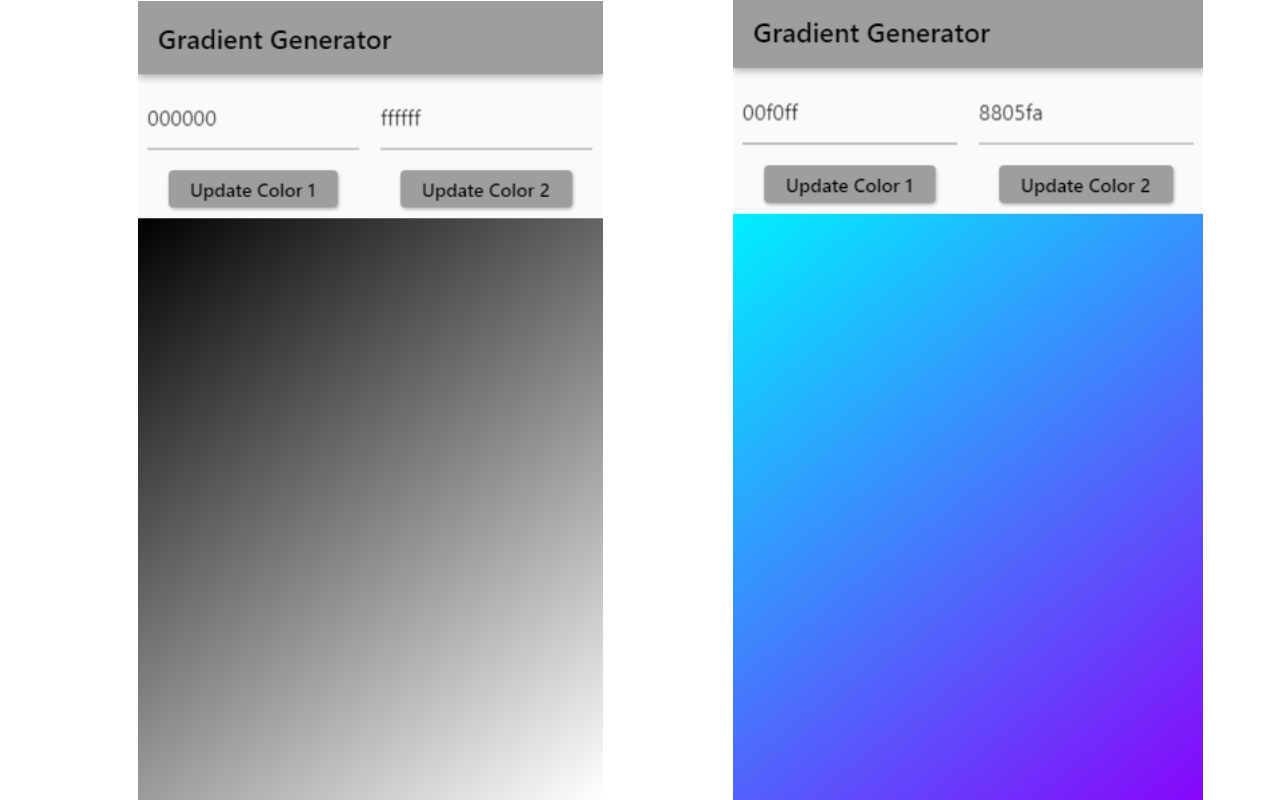 Gradient Generator
000000 ffffff
Update Color 1 Update Color 2
Gradient Generator
00f0ff 8805fa
Update Color 1 Update Color 2